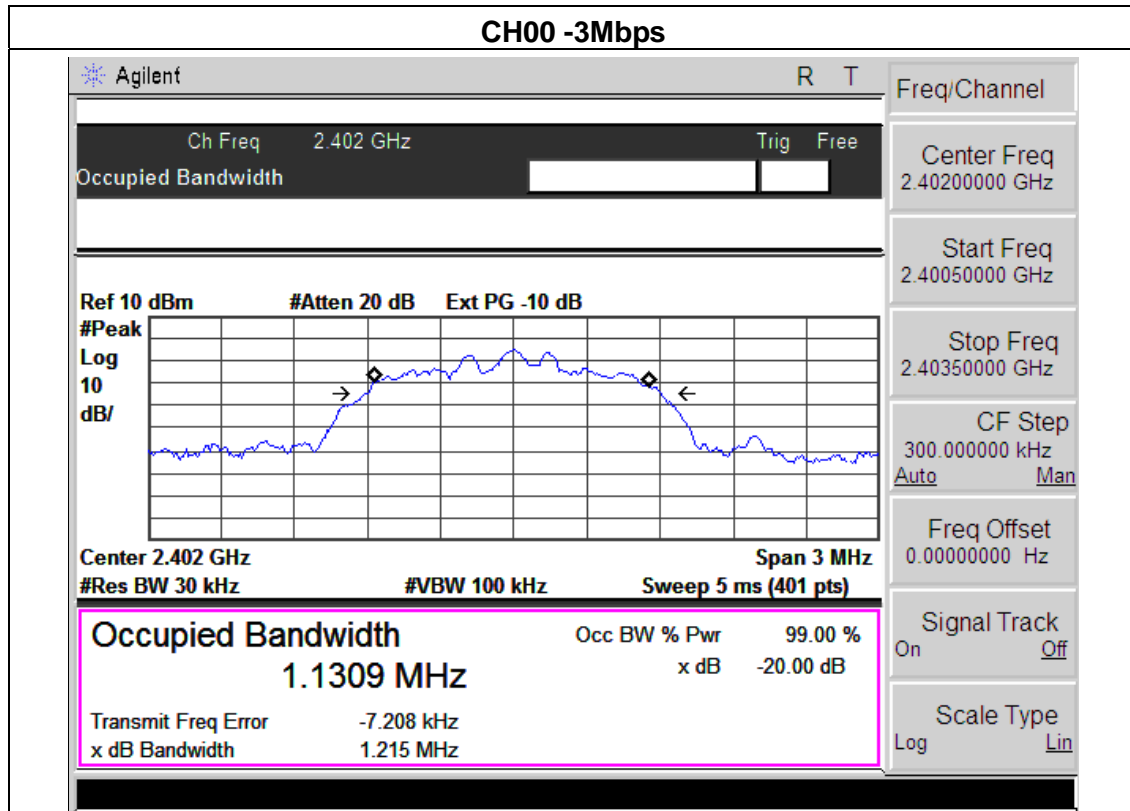 CH00 -3Mbps
Agilent R T
Ch Freq 2.402 GHz Trig Free
Occupied Bandwidth
Ref 10 dBm #Atten 20 dB Ext PG -10 dB
#Peak
Log
10
dB/
Center 2.402 GHz Span 3 MHz
#Res BW 30 kHz #VBW 100 kHz Sweep 5 ms (401 pts)
Occupied Bandwidth Occ BW % Pwr 99.00 %
1.1309 MHz x dB -20.00 dB
Transmit Freq Error -7.208 kHz
x dB Bandwidth 1.215 MHz
Freq/Channel
Center Freq
2.40200000 GHz
Start Freq
2.40050000 GHz
Stop Freq
2.40350000 GHz
CF Step
300.000000 kHz
Auto Man
Freq Offset
0.00000000 Hz
Signal Track
On Off
Scale Type
Log Lin